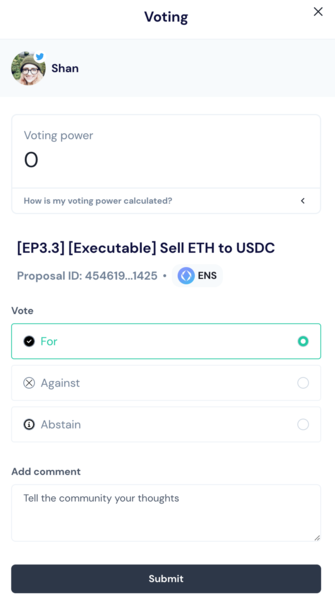 Voting
Shan
Voting power
0
How is my voting power calculated?
[EP3.3] [Executable] Sell ETH to USDC
Proposal ID: 454619...1425 • ENS
Vote
For
Against
Abstain
Add comment
Tell the community your thoughts
Submit